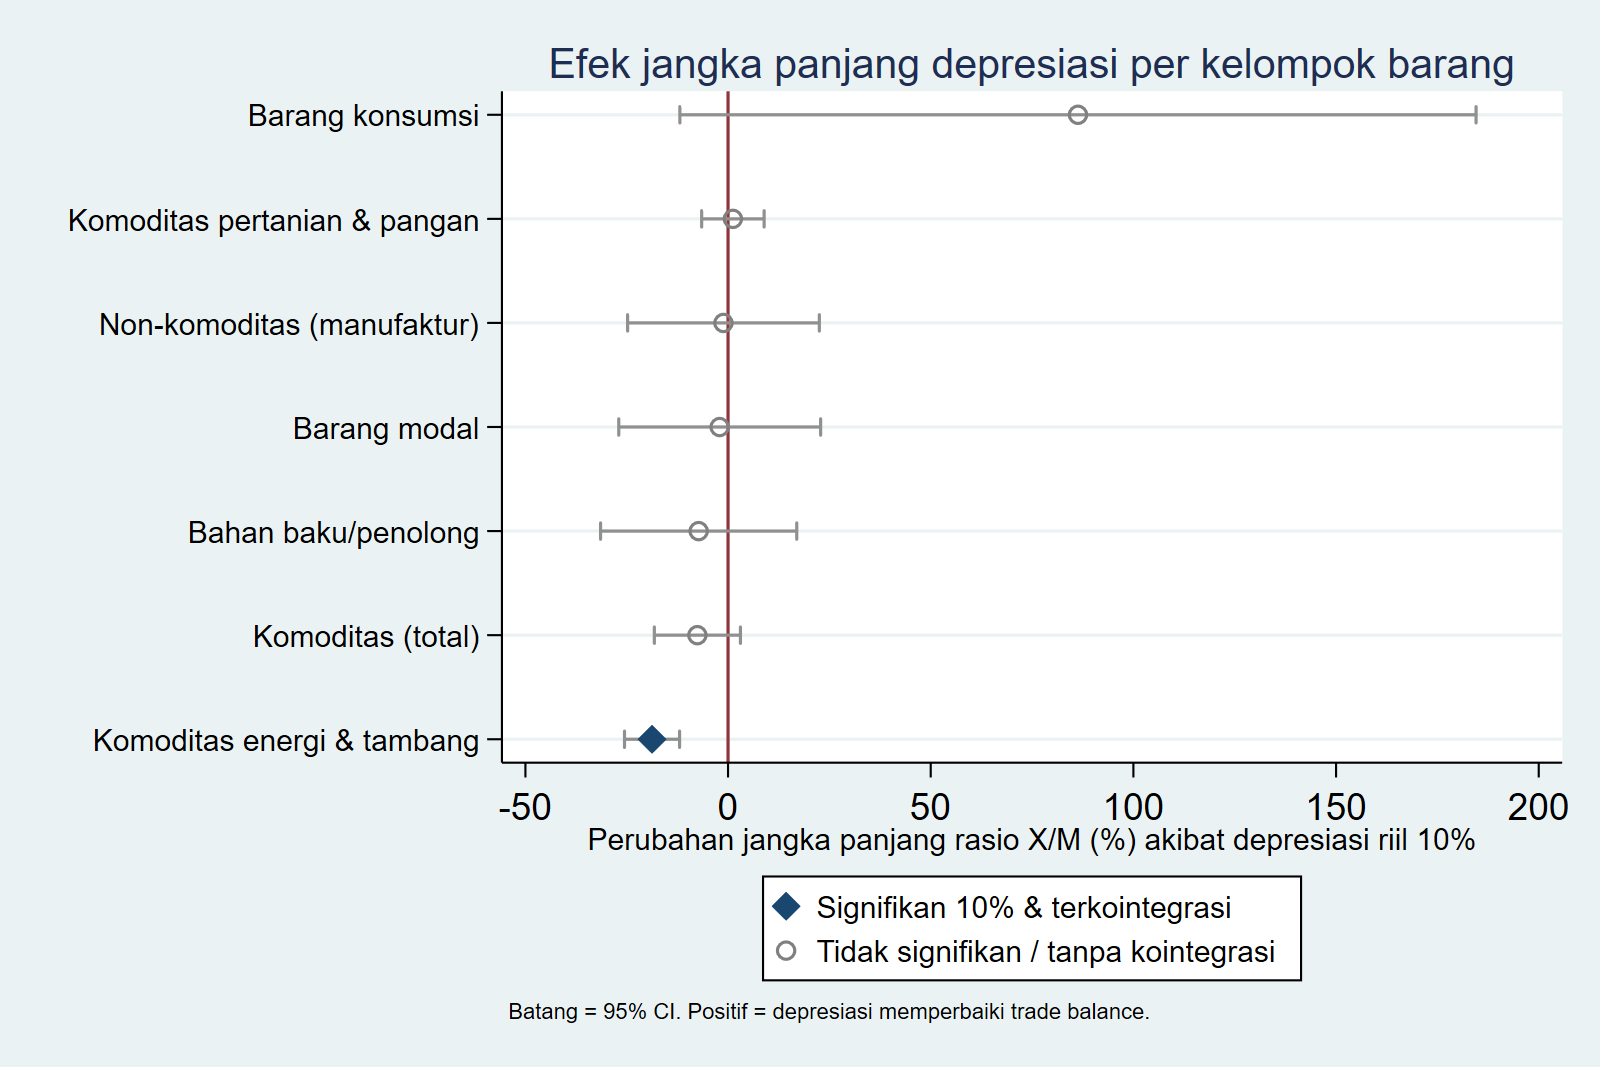 Efek jangka panjang depresiasi per kelompok barang
Barang konsumsi
Komoditas pertanian & pangan
Non-komoditas (manufaktur)
Barang modal
Bahan baku/penolong
Komoditas (total)
Komoditas energi & tambang
-50 0 50 100 150 200
Perubahan jangka panjang rasio X/M (%) akibat depresiasi riil 10%
Signifikan 10% & terkointegrasi
Tidak signifikan / tanpa kointegrasi
Batang = 95% CI. Positif = depresiasi memperbaiki trade balance.